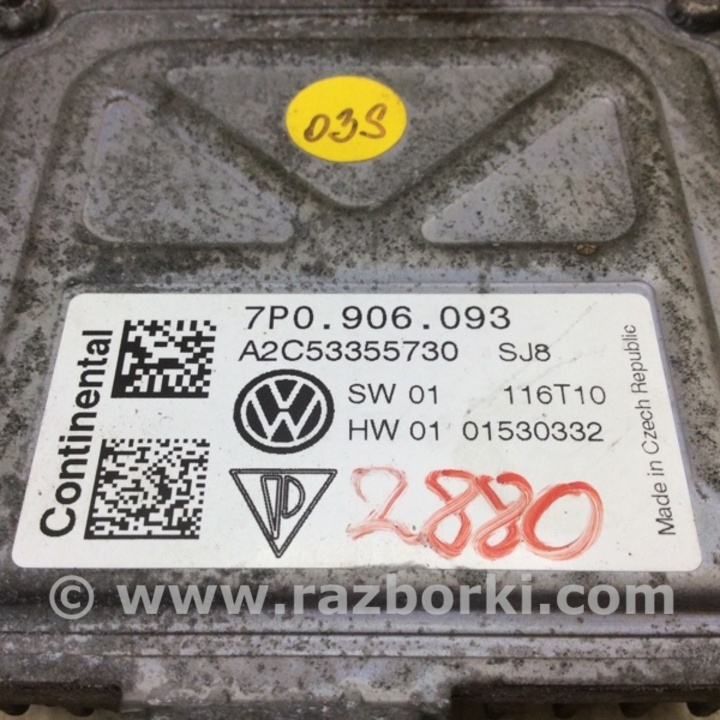 03S
7P0.906.093
A2C53355730 SJ8
SW 01 116T10
HW 01 01530332
Continental
2880
Made in Czech Republic
© www.razborki.com